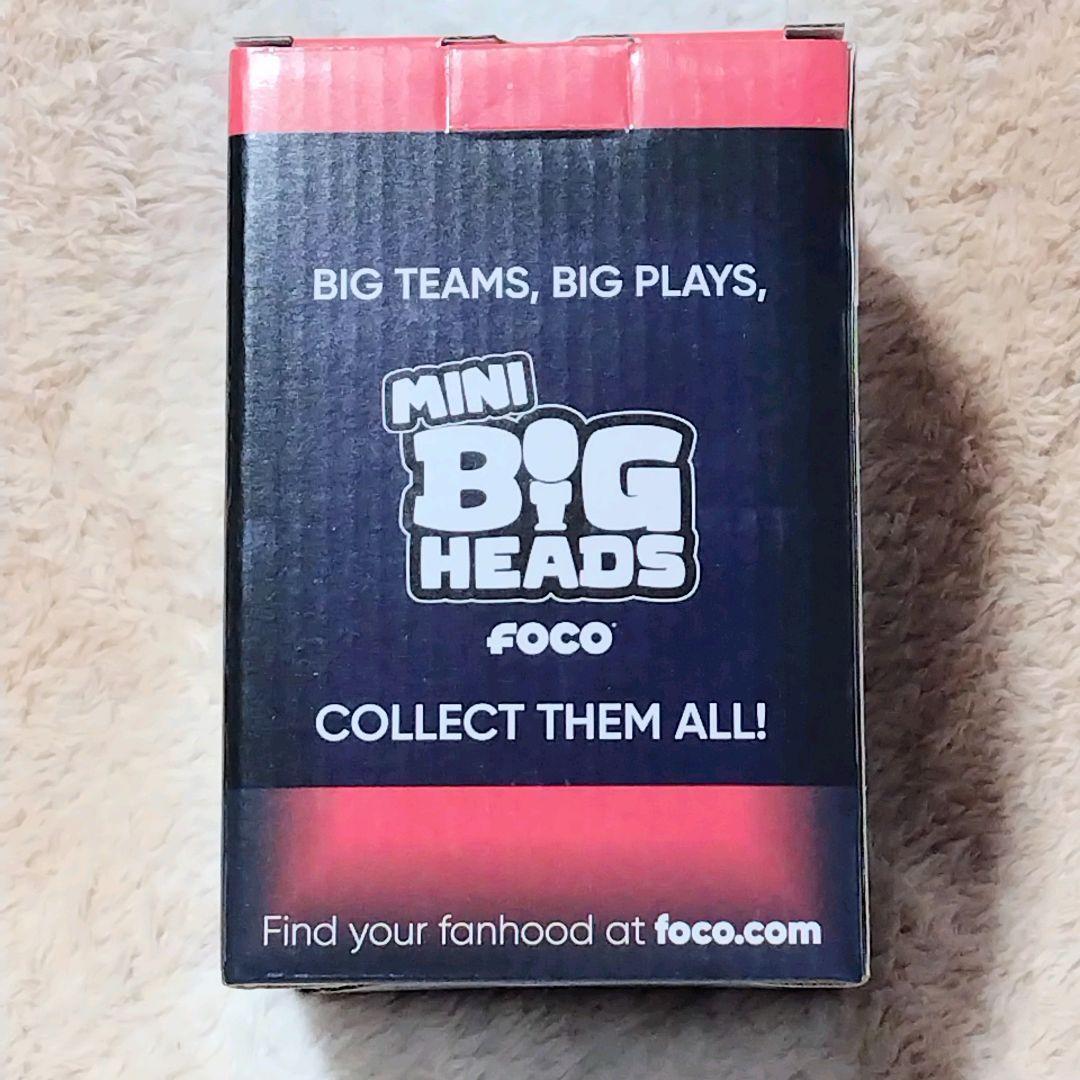 BIG TEAMS, BIG PLAYS,
MINI
BIG
HEADS
FOCO
COLLECT THEM ALL!
Find your fanhood at foco.com